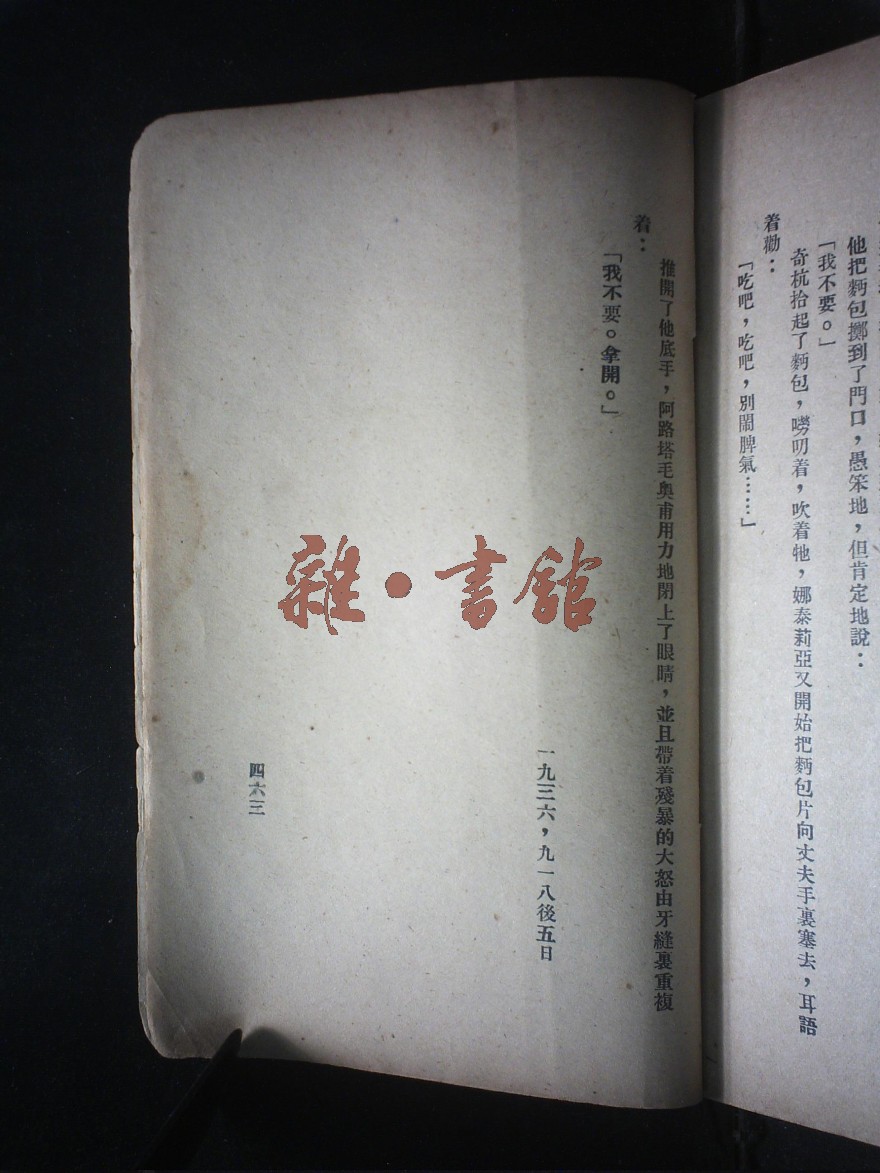 他把麪包擲到了門口，愚笨地，但肯定地說：
「我不要。」
奇杭拾起了麪包，嘮叨着，吹着牠，娜泰莉亞又開始把麪包片向丈夫手裏塞去，耳語
着勸：
「吃吧，吃吧，別鬧脾氣……」
推開了他底手，阿路塔毛奧甫用力地閉上了眼睛，並且帶着殘暴的大怒由牙縫裏重複
着：
「我不要。拿開。」
一九三六，九一八後五日
四六三
雜•書館